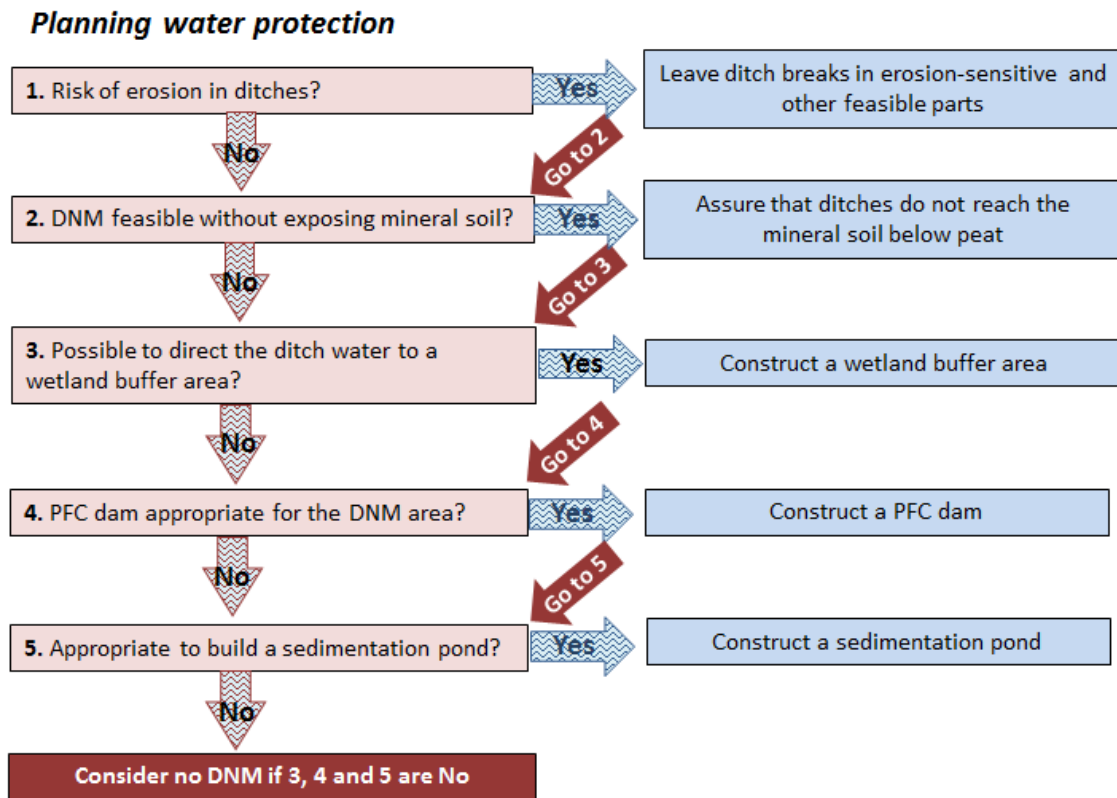 Planning water protection
1. Risk of erosion in ditches?
Yes
Leave ditch breaks in erosion-sensitive and
other feasible parts
No
Go to 2
2. DNM feasible without exposing mineral soil?
Yes
Assure that ditches do not reach the
mineral soil below peat
No
Go to 3
3. Possible to direct the ditch water to a
wetland buffer area?
Yes
Construct a wetland buffer area
No
Go to 4
4. PFC dam appropriate for the DNM area?
Yes
Construct a PFC dam
No
Go to 5
5. Appropriate to build a sedimentation pond?
Yes
Construct a sedimentation pond
No
Consider no DNM if 3, 4 and 5 are No